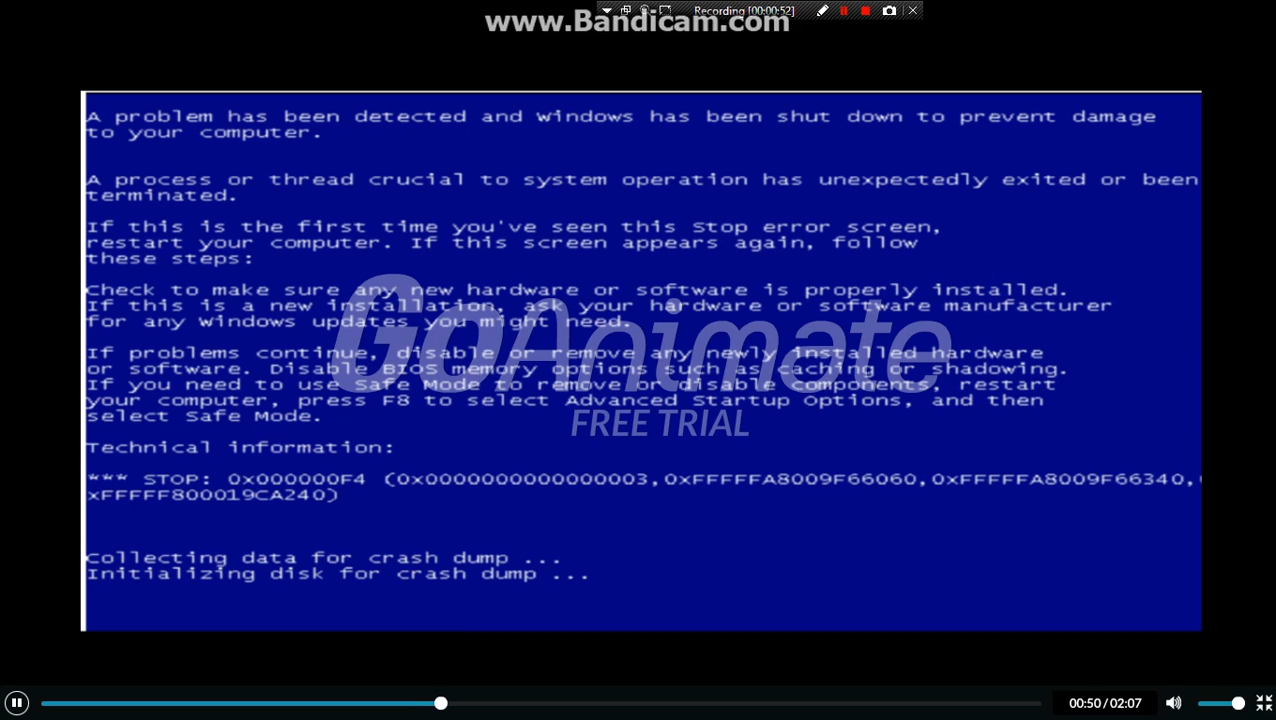 Recording [00:00:52]
www.Bandicam.com
A problem has been detected and Windows has been shut down to prevent damage
to your computer.
A process or thread crucial to system operation has unexpectedly exited or been
terminated.
If this is the first time you've seen this Stop error screen,
restart your computer. If this screen appears again, follow
these steps:
Check to make sure any new hardware or software is properly installed.
If this is a new installation, ask your hardware or software manufacturer
for any Windows updates you might need.
GoAnimate
If problems continue, disable or remove any newly installed hardware
or software. Disable BIOS memory options such as caching or shadowing.
If you need to use Safe Mode to remove or disable components, restart
your computer, press F8 to select Advanced Startup Options, and then
select Safe Mode.
FREE TRIAL
Technical information:
*** STOP: 0x000000F4 (0x0000000000000003,0xFFFFFA8009F66060,0xFFFFFA8009F66340,0
xFFFFF800019CA240)
Collecting data for crash dump ...
Initializing disk for crash dump ...
00:50 / 02:07